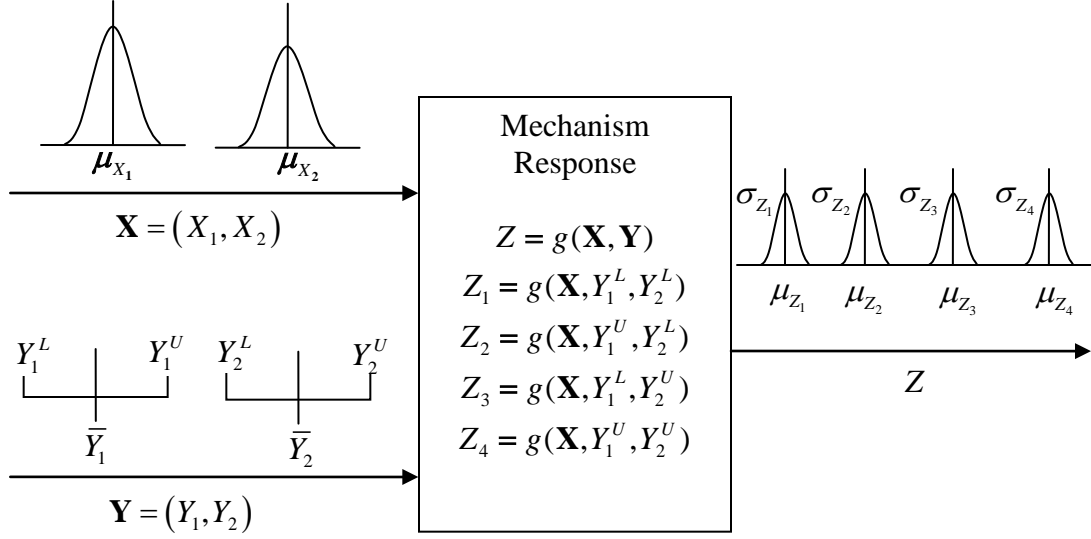 μ_{X_1}
μ_{X_2}
𝐗 = (X_1, X_2)
Y_1^L
Y_1^U
Y_2^L
Y_2^U
Ȳ_1
Ȳ_2
𝐘 = (Y_1, Y_2)
Mechanism
Response
Z = g(𝐗, 𝐘)
Z_1 = g(𝐗, Y_1^L, Y_2^L)
Z_2 = g(𝐗, Y_1^U, Y_2^L)
Z_3 = g(𝐗, Y_1^L, Y_2^U)
Z_4 = g(𝐗, Y_1^U, Y_2^U)
σ_{Z_1}
σ_{Z_2}
σ_{Z_3}
σ_{Z_4}
μ_{Z_1}
μ_{Z_2}
μ_{Z_3}
μ_{Z_4}
Z